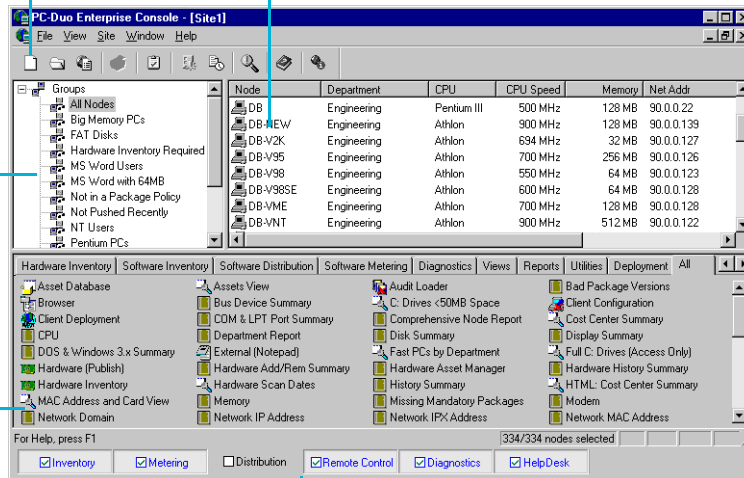 PC-Duo Enterprise Console - [Site1]
File View Site Window Help
Groups
All Nodes
Big Memory PCs
FAT Disks
Hardware Inventory Required
MS Word Users
MS Word with 64MB
Not in a Package Policy
Not Pushed Recently
NT Users
Pentium PCs
Node Department CPU CPU Speed Memory Net Addr
DB Engineering Pentium III 500 MHz 128 MB 90.0.0.22
DB-NEW Engineering Athlon 900 MHz 128 MB 90.0.0.139
DB-V2K Engineering Athlon 694 MHz 32 MB 90.0.0.127
DB-V95 Engineering Athlon 700 MHz 256 MB 90.0.0.126
DB-V98 Engineering Athlon 550 MHz 64 MB 90.0.0.123
DB-V98SE Engineering Athlon 600 MHz 64 MB 90.0.0.128
DB-VME Engineering Athlon 700 MHz 128 MB 90.0.0.128
DB-VNT Engineering Athlon 900 MHz 512 MB 90.0.0.122
Hardware Inventory Software Inventory Software Distribution Software Metering Diagnostics Views Reports Utilities Deployment All
Asset Database Assets View Audit Loader Bad Package Versions
Browser Bus Device Summary C: Drives <50MB Space Client Configuration
Client Deployment COM & LPT Port Summary Comprehensive Node Report Cost Center Summary
CPU Department Report Disk Summary Display Summary
DOS & Windows 3.x Summary External (Notepad) Fast PCs by Department Full C: Drives (Access Only)
Hardware (Publish) Hardware Add/Rem Summary Hardware Asset Manager Hardware History Summary
Hardware Inventory Hardware Scan Dates History Summary HTML: Cost Center Summary
MAC Address and Card View Memory Missing Mandatory Packages Modem
Network Domain Network IP Address Network IPX Address Network MAC Address
For Help, press F1 334/334 nodes selected
Inventory Metering Distribution Remote Control Diagnostics HelpDesk